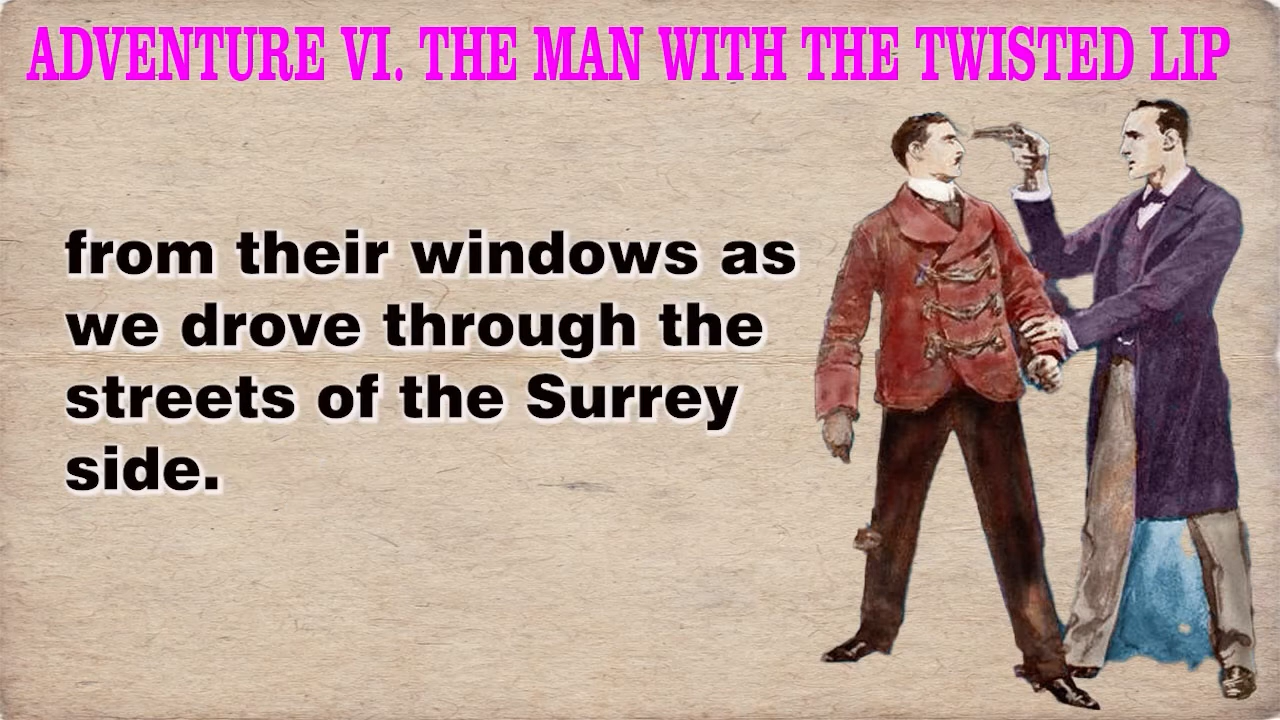 ADVENTURE VI. THE MAN WITH THE TWISTED LIP
from their windows as
we drove through the
streets of the Surrey
side.